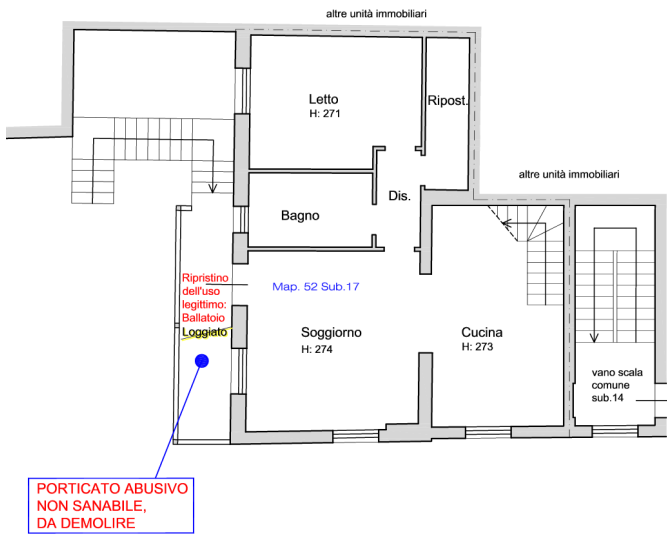 altre unità immobiliari
Letto
H: 271
Ripost.
altre unità immobiliari
Dis.
Bagno
Ripristino
dell'uso
legittimo:
Ballatoio
Loggiato
Map. 52 Sub.17
Soggiorno
H: 274
Cucina
H: 273
vano scala
comune
sub.14
PORTICATO ABUSIVO
NON SANABILE,
DA DEMOLIRE